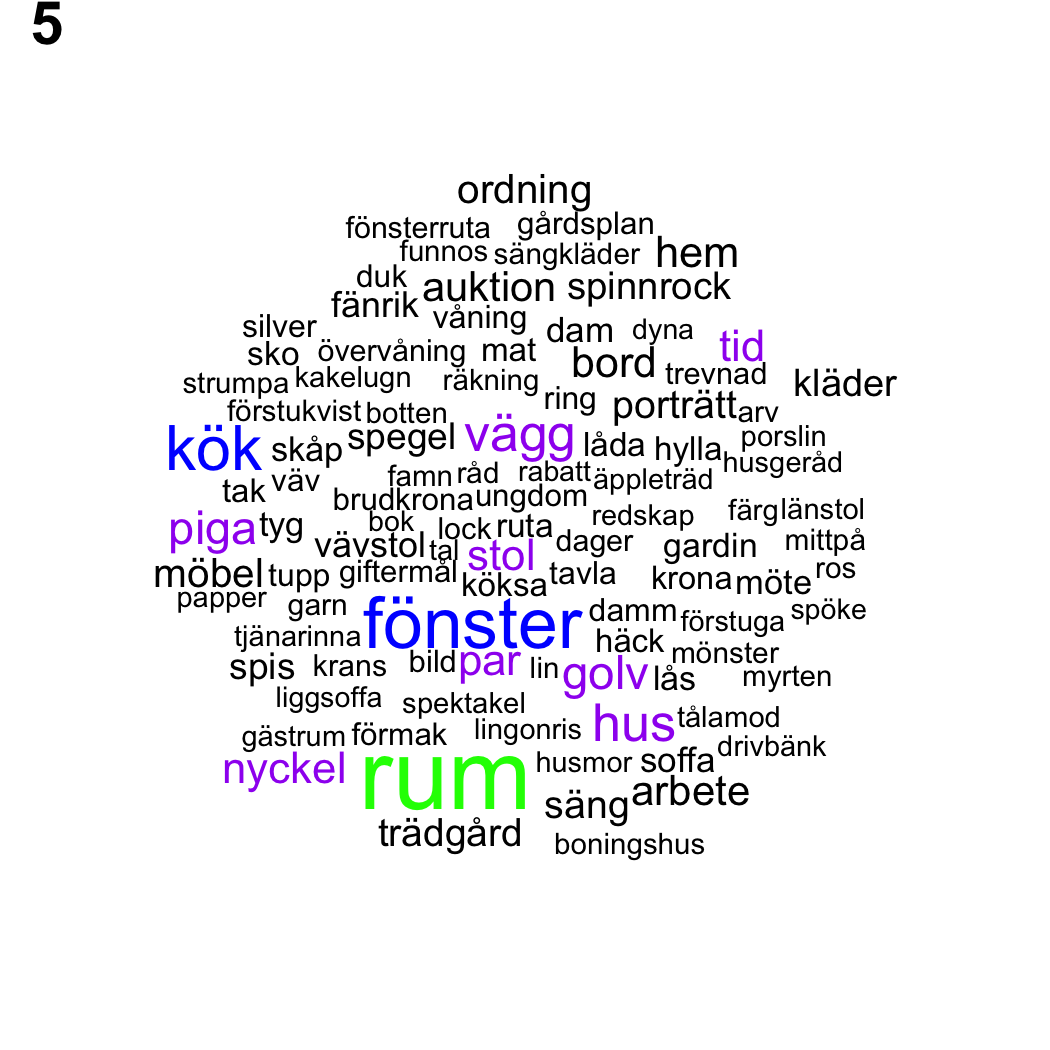 5
ordning
fönsterruta gårdsplan
funnos sängkläder hem
duk auktion spinnrock
fänrik våning
silver dam dyna tid
sko övervåning mat bord
strumpa kakelugn räkning trevnad kläder
förstukvist botten ring porträtt arv
kök skåp spegel vägg låda hylla porslin
famn råd rabatt äppleträd husgeråd
tak väv brudkrona ungdom
piga tyg bok lock ruta redskap färg länstol
vävstol tal stol dager gardin mittpå
möbel tupp giftermål köksa tavla krona möte ros
papper garn fönster damm förstuga spöke
tjänarinna häck mönster
spis krans bild par lin golv lås myrten
liggsoffa spektakel
gästrum förmak lingonris hus tålamod
nyckel rum husmor soffa drivbänk
säng arbete
trädgård boningshus